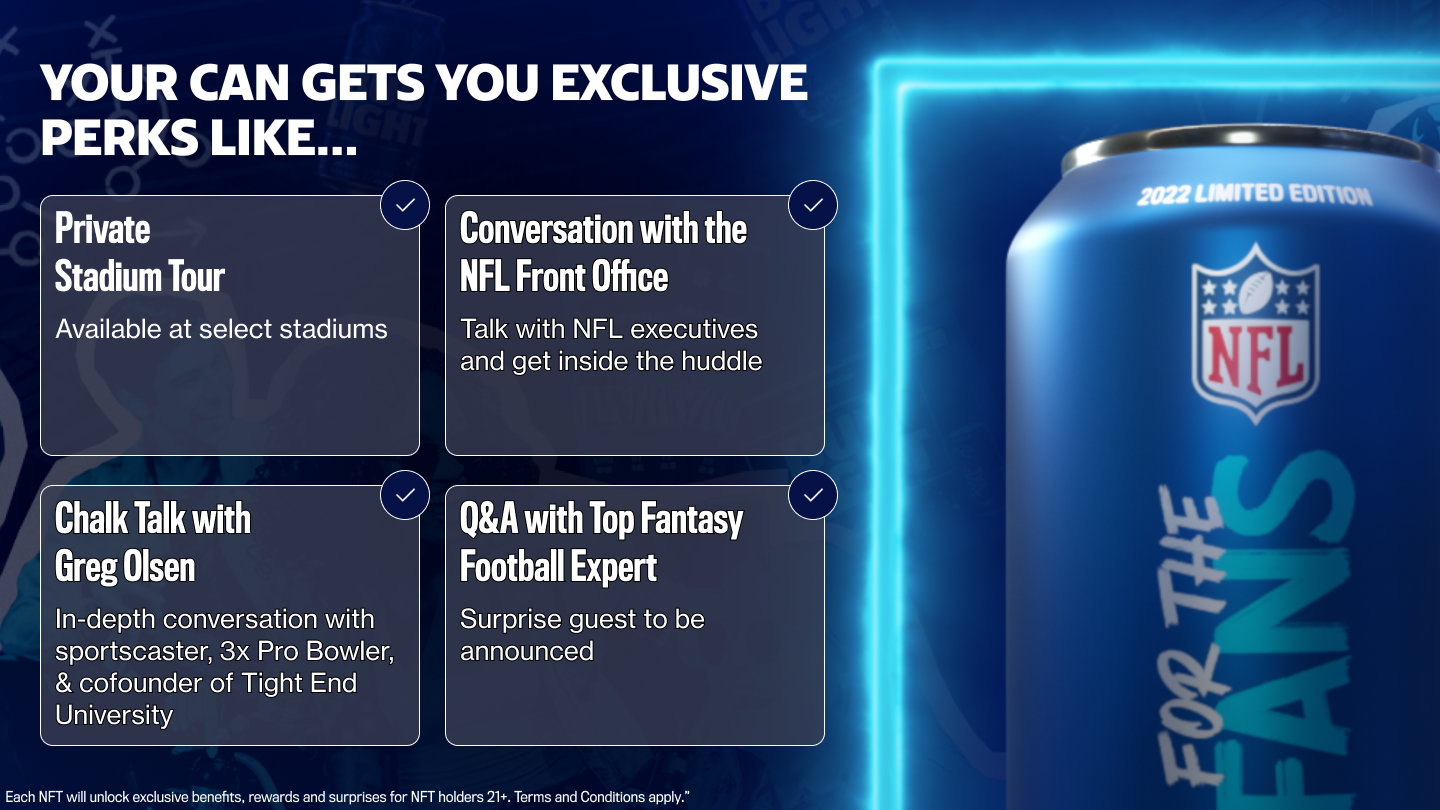 YOUR CAN GETS YOU EXCLUSIVE
PERKS LIKE...
Private
Stadium Tour
Available at select stadiums
Conversation with the
NFL Front Office
Talk with NFL executives
and get inside the huddle
Chalk Talk with
Greg Olsen
In-depth conversation with
sportscaster, 3x Pro Bowler,
& cofounder of Tight End
University
Q&A with Top Fantasy
Football Expert
Surprise guest to be
announced
2022 LIMITED EDITION
NFL
FOR THE
FANS
LIGHT
LIGHT
Each NFT will unlock exclusive benefits, rewards and surprises for NFT holders 21+. Terms and Conditions apply.”